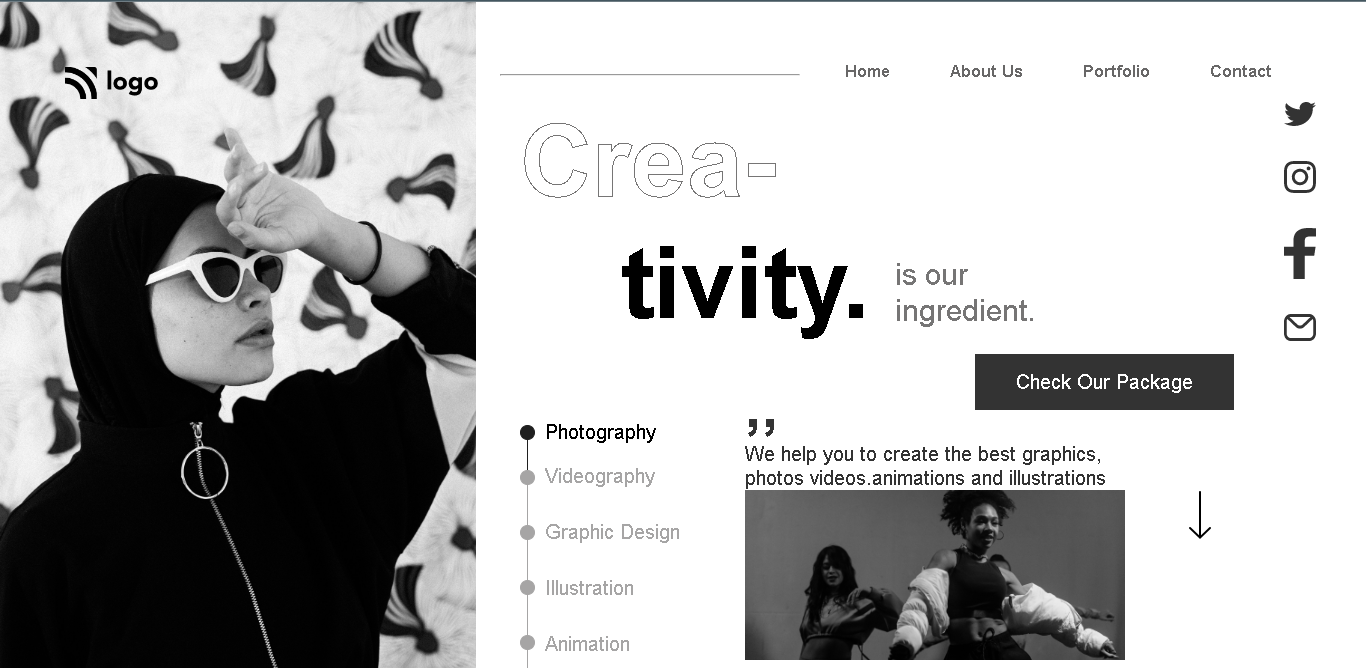 logo
Home About Us Portfolio Contact
Crea-
tivity.
is our
ingredient.
Check Our Package
Photography
Videography
Graphic Design
Illustration
Animation
”
We help you to create the best graphics,
photos videos.animations and illustrations